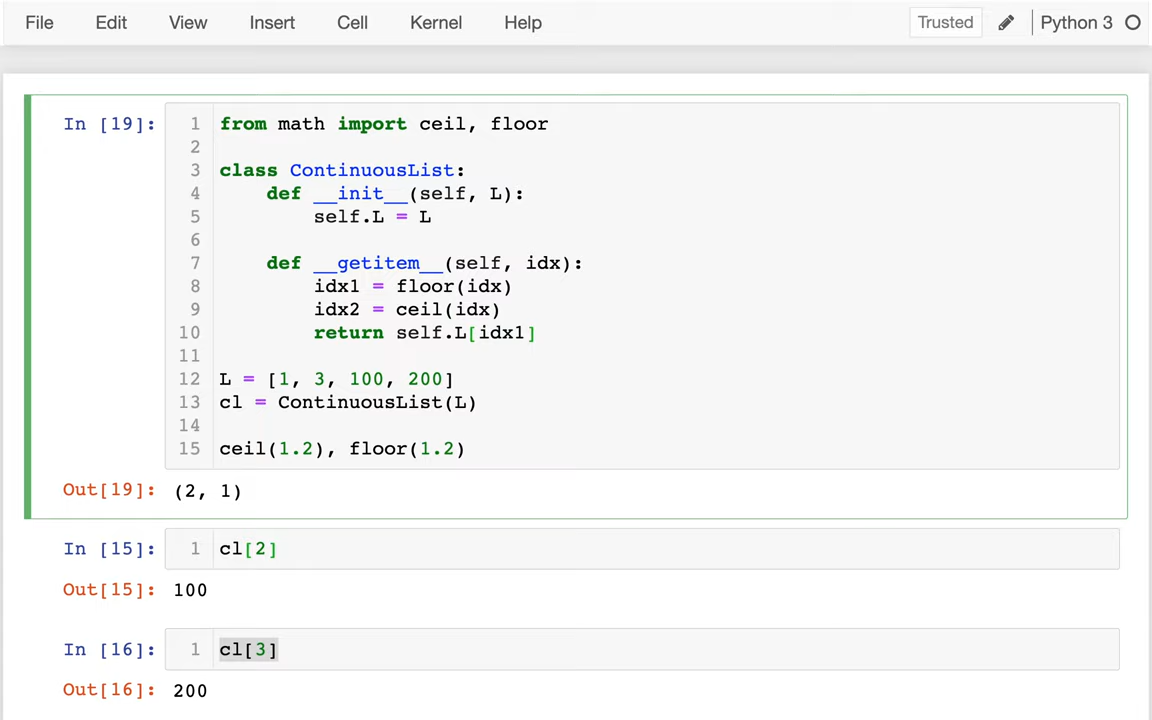 File Edit View Insert Cell Kernel Help Trusted Python 3
In [19]:
1 from math import ceil, floor
2
3 class ContinuousList:
4     def __init__(self, L):
5         self.L = L
6
7     def __getitem__(self, idx):
8         idx1 = floor(idx)
9         idx2 = ceil(idx)
10         return self.L[idx1]
11
12 L = [1, 3, 100, 200]
13 cl = ContinuousList(L)
14
15 ceil(1.2), floor(1.2)
Out[19]: (2, 1)
In [15]: 1 cl[2]
Out[15]: 100
In [16]: 1 cl[3]
Out[16]: 200